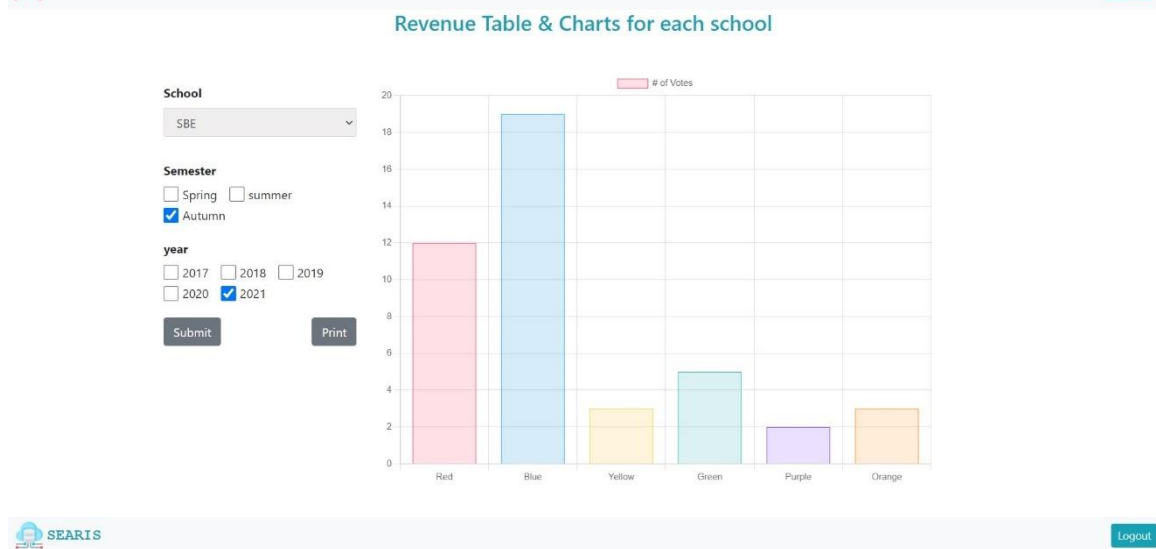 Revenue Table & Charts for each school
School
SBE
Semester
Spring summer
Autumn
year
2017 2018 2019
2020 2021
Submit Print
# of Votes
20
18
16
14
12
10
8
6
4
2
0
Red Blue Yellow Green Purple Orange
SEARIS Logout